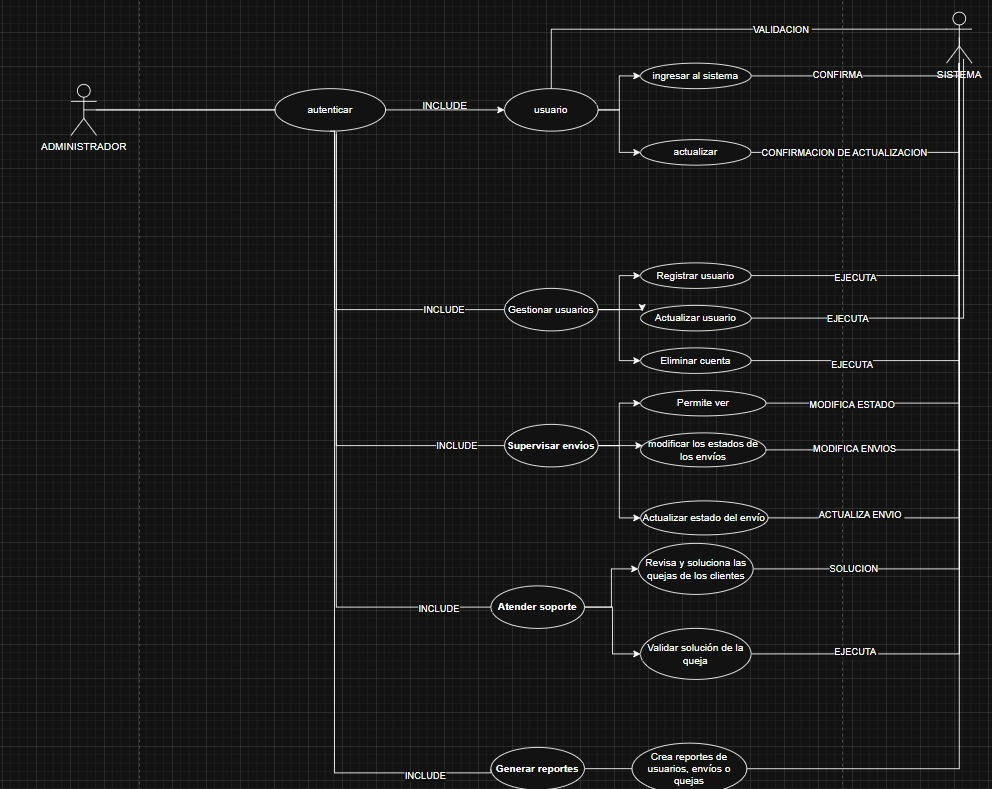 VALIDACION
ingresar al sistema
CONFIRMA
SISTEMA
autenticar
INCLUDE
usuario
ADMINISTRADOR
actualizar
CONFIRMACION DE ACTUALIZACION
Registrar usuario
EJECUTA
INCLUDE
Gestionar usuarios
Actualizar usuario
EJECUTA
Eliminar cuenta
EJECUTA
Permite ver
MODIFICA ESTADO
INCLUDE
Supervisar envíos
modificar los estados de
los envíos
MODIFICA ENVIOS
Actualizar estado del envío
ACTUALIZA ENVIO
Revisa y soluciona las
quejas de los clientes
SOLUCION
INCLUDE
Atender soporte
Validar solución de la
queja
EJECUTA
INCLUDE
Generar reportes
Crea reportes de
usuarios, envíos o
quejas